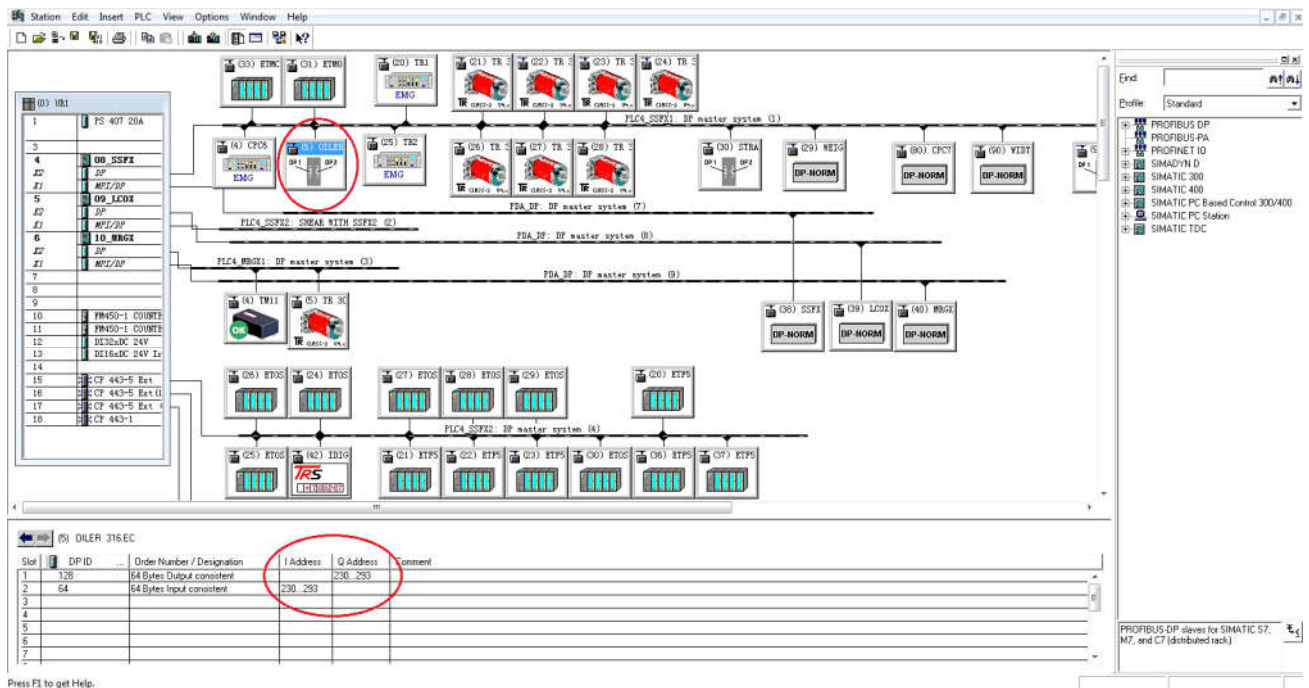 Station Edit Insert PLC View Options Window Help
(0) UR1
1 PS 407 20A
3
4 08_SSFX
X2 DP
X1 MPI/DP
5 09_LCOX
X2 DP
X1 MPI/DP
6 10_MRGX
X2 DP
X1 MPI/DP
7
8
9
10 FM450-1 COUNTE
11 FM450-1 COUNTE
12 DI32xDC 24V
13 DI16xDC 24V In
14
15 CP 443-5 Ext
16 CP 443-5 Ext
17 CP 443-5 Ext
18 CP 443-1
(33) ETMC
(31) ETMO
(20) TR1
EMG
(21) TR 3
(22) TR 3
(23) TR 3
(24) TR 3
PLC4_SSFX1: DP master system (1)
(4) CPC6
EMG
(5) OILER
DP1 DP2
(25) TR2
EMG
(26) TR 3
(27) TR 3
(28) TR 3
(30) STRA
DP1 DP2
(29) WEIG
DP-NORM
(80) CPC7
DP-NORM
(90) WIDT
DP-NORM
PDA_DP: DP master system (7)
PLC4_SSFX2: SMEAR WITH SSFX2 (2)
PDA_DP: DP master system (8)
PLC4_MRGX1: DP master system (3)
PDA_DP: DP master system (9)
(4) TM11
OK
(5) TR 30
(38) SSFX
DP-NORM
(39) LCOX
DP-NORM
(40) MRGX
DP-NORM
(26) ETOS
(24) ETOS
(27) ETOS
(28) ETOS
(29) ETOS
(20) ETF5
PLC4_SSFX2: DP master system (4)
(25) ETOS
(42) IDIG
TRS
(21) ETF5
(22) ETF5
(23) ETF5
(30) ETOS
(36) ETF5
(37) ETF5
Find:
Profile: Standard
PROFIBUS DP
PROFIBUS-PA
PROFINET IO
SIMADYN D
SIMATIC 300
SIMATIC 400
SIMATIC PC Based Control 300/400
SIMATIC PC Station
SIMATIC TDC
(5) OILER 316.EC
Slot DP ID ... Order Number / Designation I Address Q Address Comment
1 128 64 Bytes Output consistent 230...293
2 64 64 Bytes Input consistent 230...293
3
4
5
6
7
PROFIBUS-DP slaves for SIMATIC S7,
M7, and C7 (distributed rack)
Press F1 to get Help.